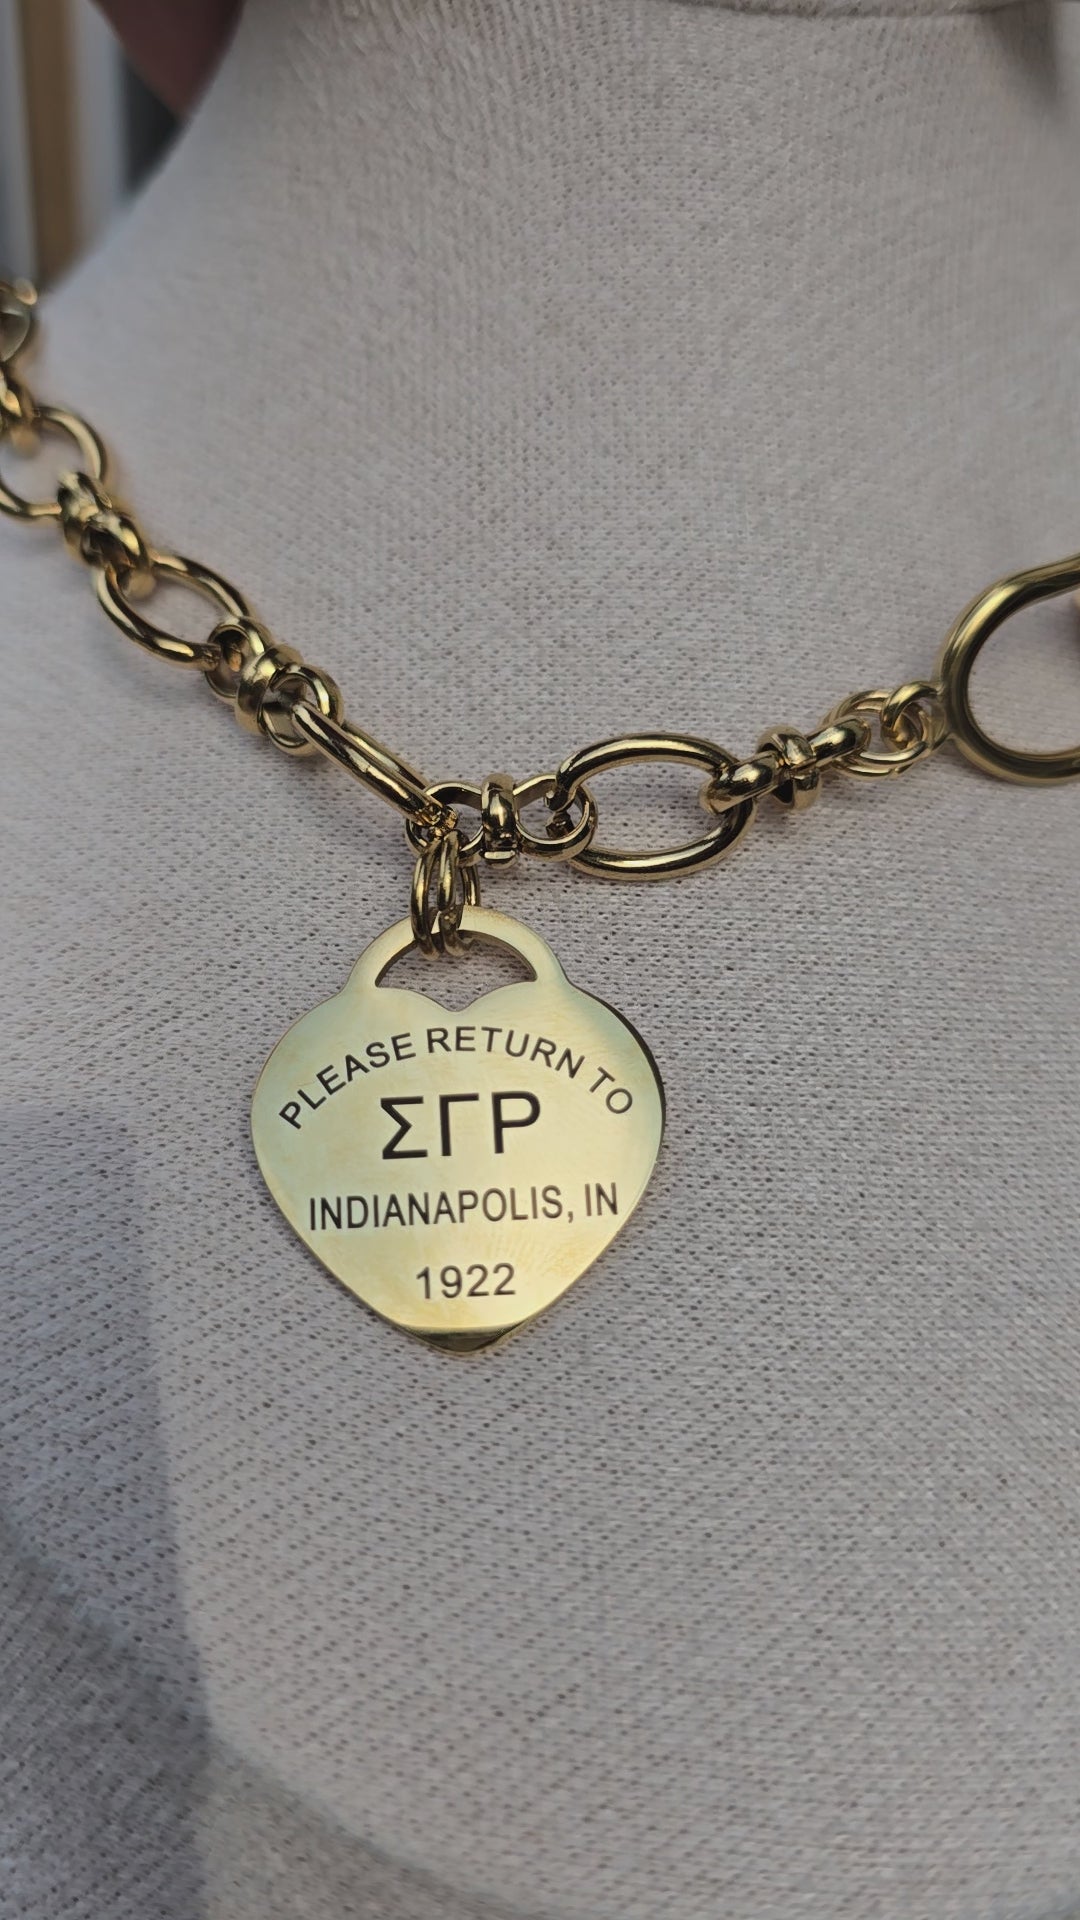 PLEASE RETURN TO
ΣΓΡ
INDIANAPOLIS, IN
1922